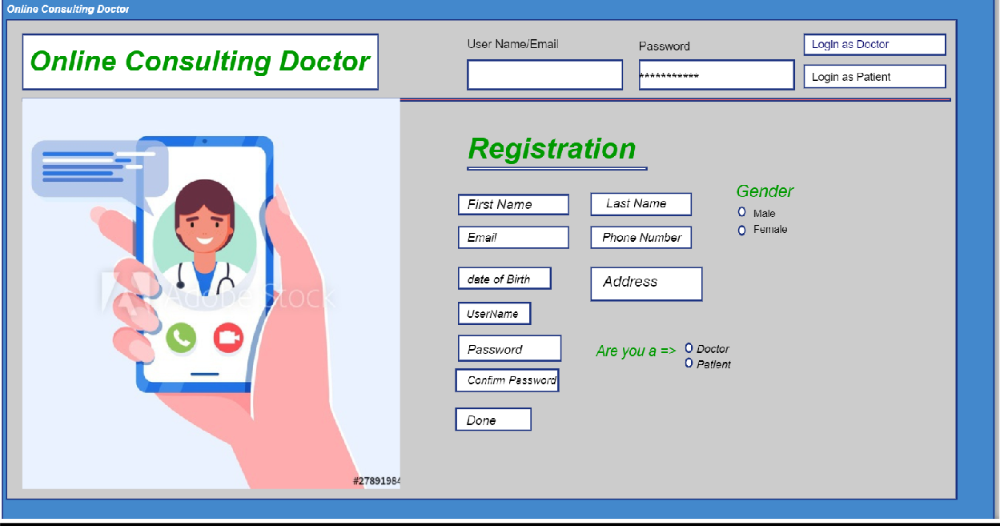 Online Consulting Doctor
Online Consulting Doctor
User Name/Email
Password
Login as Doctor
***********
Login as Patient
Registration
First Name
Last Name
Gender
Male
Female
Email
Phone Number
date of Birth
Address
UserName
Password
Are you a =>
Doctor
Patient
Confirm Password
Done
Adobe Stock
#27891984